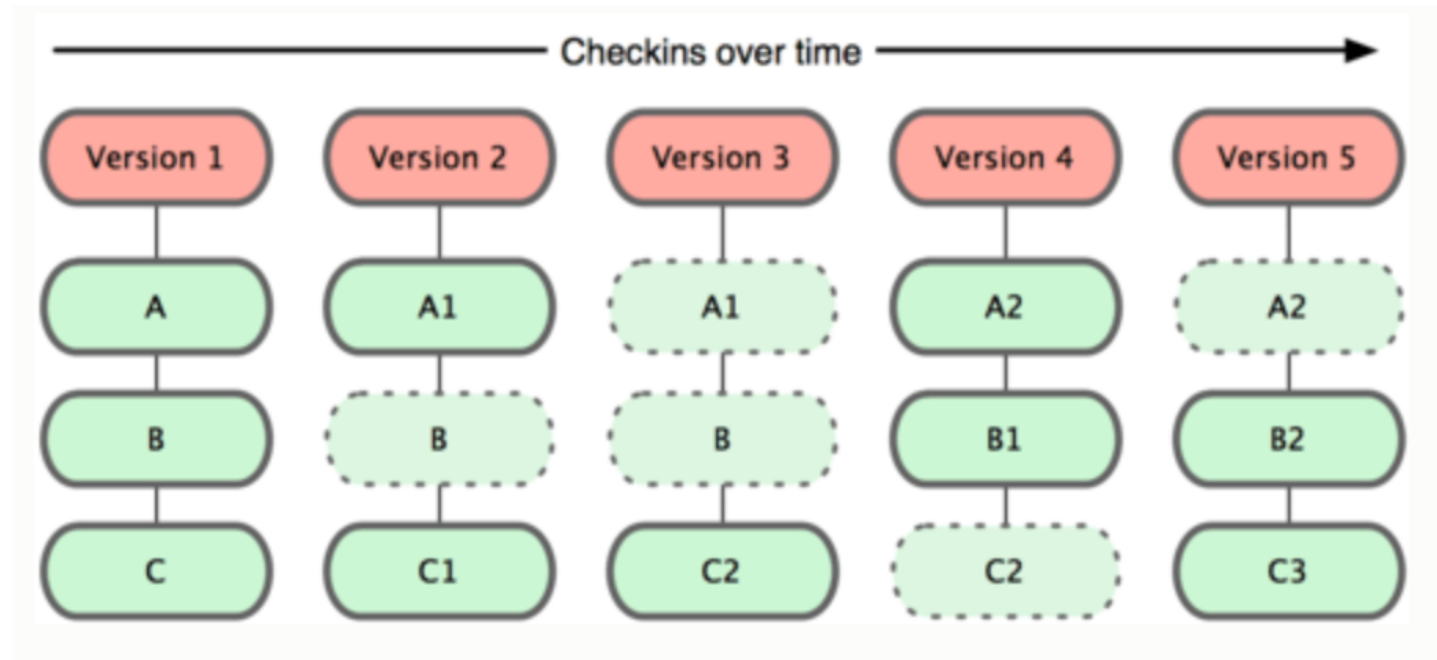 Checkins over time
Version 1 Version 2 Version 3 Version 4 Version 5
A A1 A1 A2 A2
B B B B1 B2
C C1 C2 C2 C3